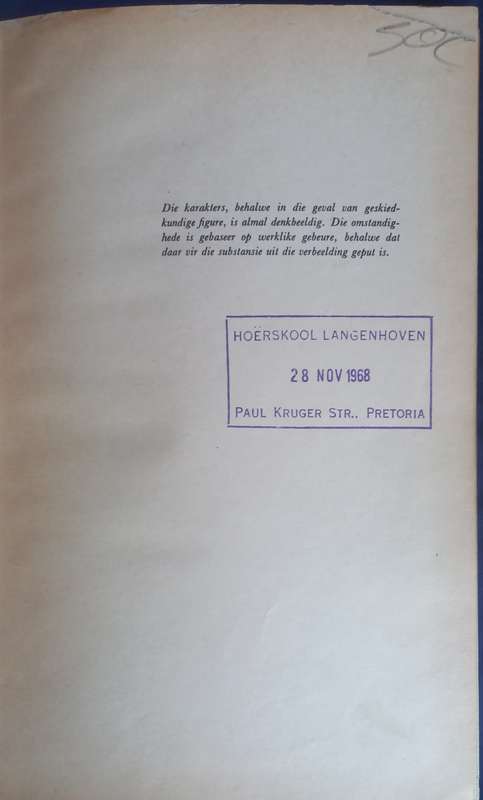 50c
Die karakters, behalwe in die geval van geskied-
kundige figure, is almal denkbeeldig. Die omstandig-
hede is gebaseer op werklike gebeure, behalwe dat
daar vir die substansie uit die verbeelding geput is.
HOËRSKOOL LANGENHOVEN
28 NOV 1968
PAUL KRUGER STR., PRETORIA